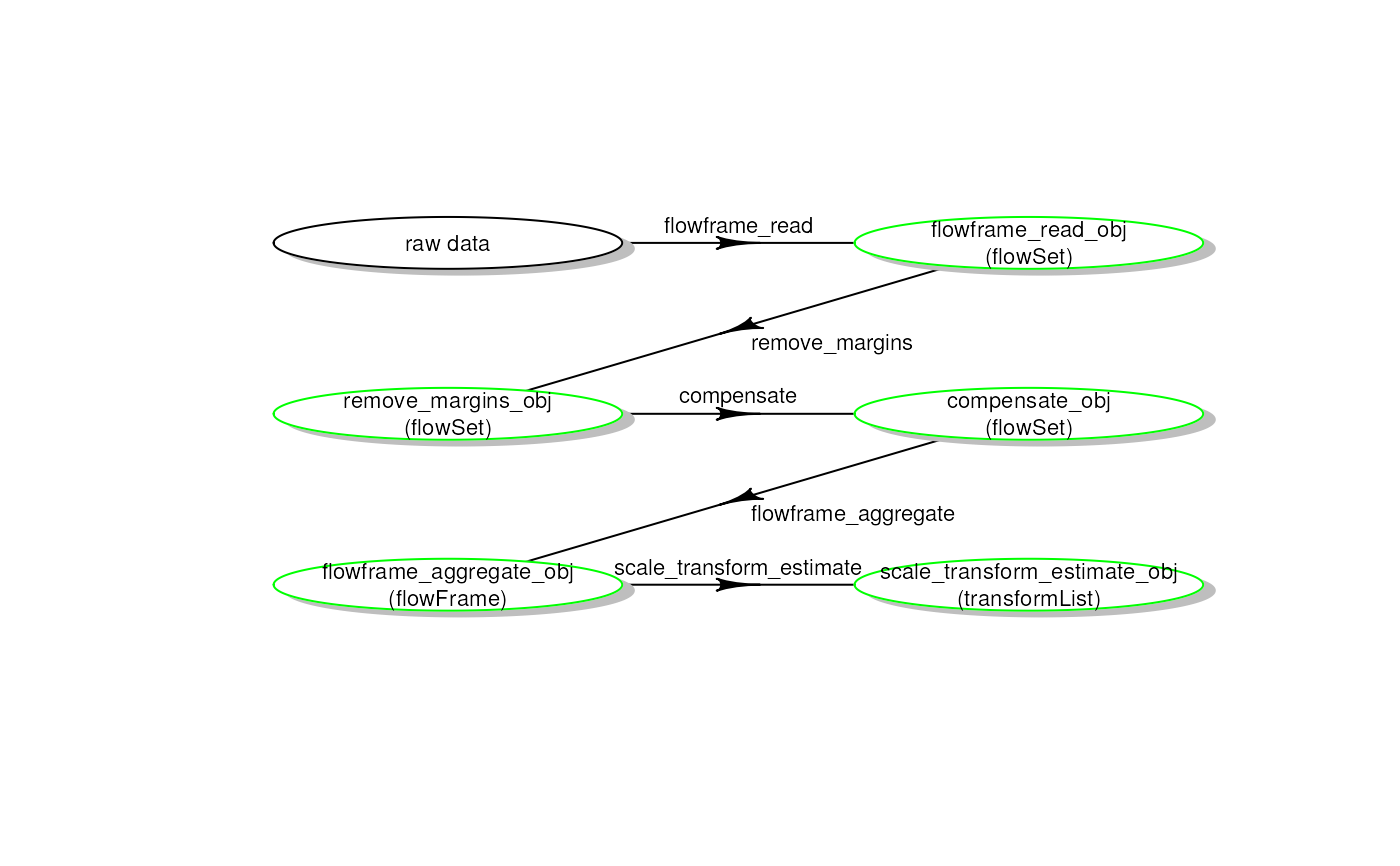 flowframe_read
raw data
flowframe_read_obj
(flowSet)
remove_margins
remove_margins_obj
(flowSet)
compensate
compensate_obj
(flowSet)
flowframe_aggregate
flowframe_aggregate_obj
(flowFrame)
scale_transform_estimate
scale_transform_estimate_obj
(transformList)